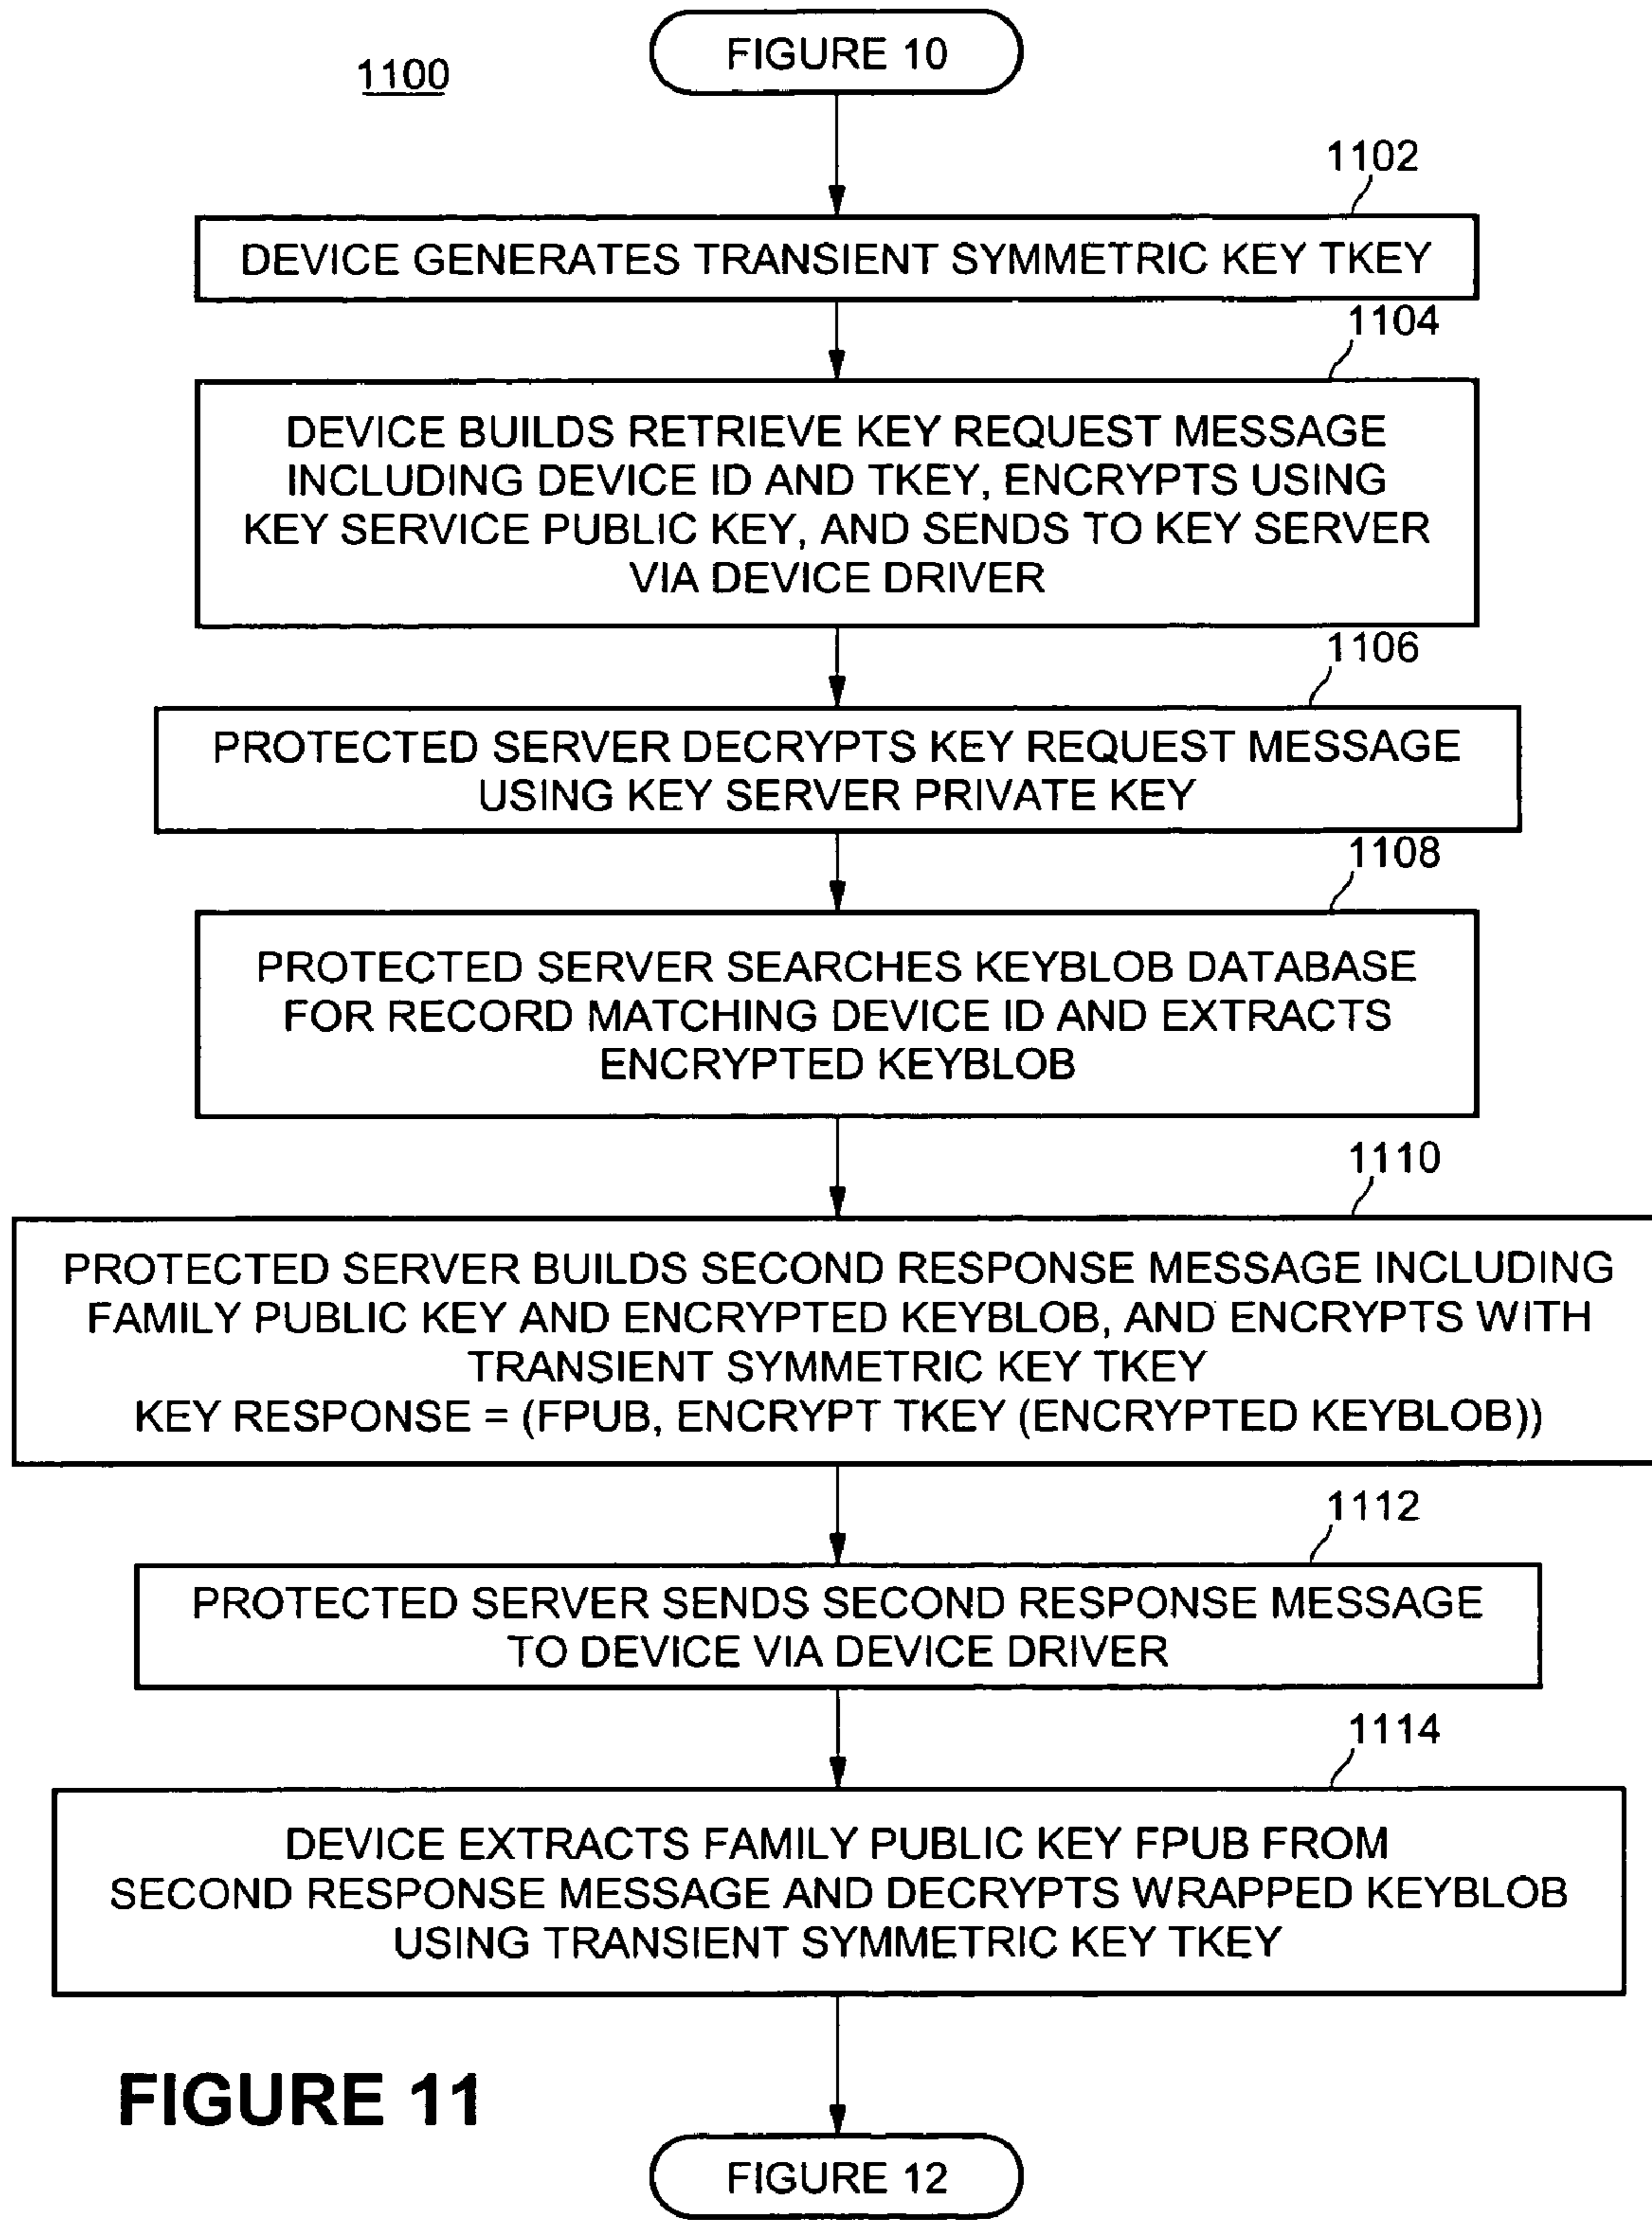 FIGURE 10
1100
1102
DEVICE GENERATES TRANSIENT SYMMETRIC KEY TKEY
1104
DEVICE BUILDS RETRIEVE KEY REQUEST MESSAGE
INCLUDING DEVICE ID AND TKEY, ENCRYPTS USING
KEY SERVICE PUBLIC KEY, AND SENDS TO KEY SERVER
VIA DEVICE DRIVER
1106
PROTECTED SERVER DECRYPTS KEY REQUEST MESSAGE
USING KEY SERVER PRIVATE KEY
1108
PROTECTED SERVER SEARCHES KEYBLOB DATABASE
FOR RECORD MATCHING DEVICE ID AND EXTRACTS
ENCRYPTED KEYBLOB
1110
PROTECTED SERVER BUILDS SECOND RESPONSE MESSAGE INCLUDING
FAMILY PUBLIC KEY AND ENCRYPTED KEYBLOB, AND ENCRYPTS WITH
TRANSIENT SYMMETRIC KEY TKEY
KEY RESPONSE = (FPUB, ENCRYPT TKEY (ENCRYPTED KEYBLOB))
1112
PROTECTED SERVER SENDS SECOND RESPONSE MESSAGE
TO DEVICE VIA DEVICE DRIVER
1114
DEVICE EXTRACTS FAMILY PUBLIC KEY FPUB FROM
SECOND RESPONSE MESSAGE AND DECRYPTS WRAPPED KEYBLOB
USING TRANSIENT SYMMETRIC KEY TKEY
FIGURE 11
FIGURE 12